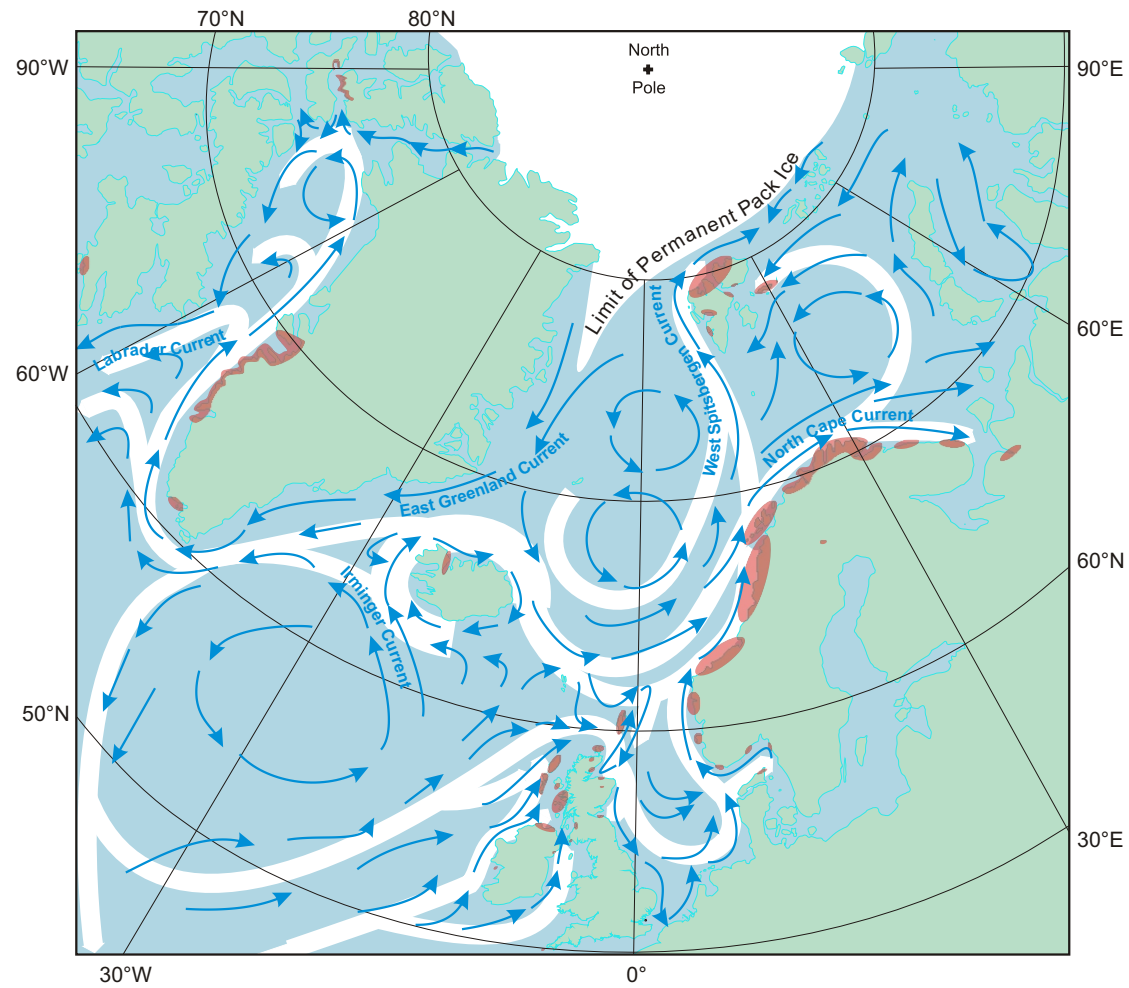 70°N
80°N
North
Pole
90°W
90°E
Limit of Permanent Pack Ice
West Spitsbergen Current
Labrador Current
60°E
60°W
North Cape Current
East Greenland Current
Irminger Current
60°N
50°N
30°E
30°W
0°